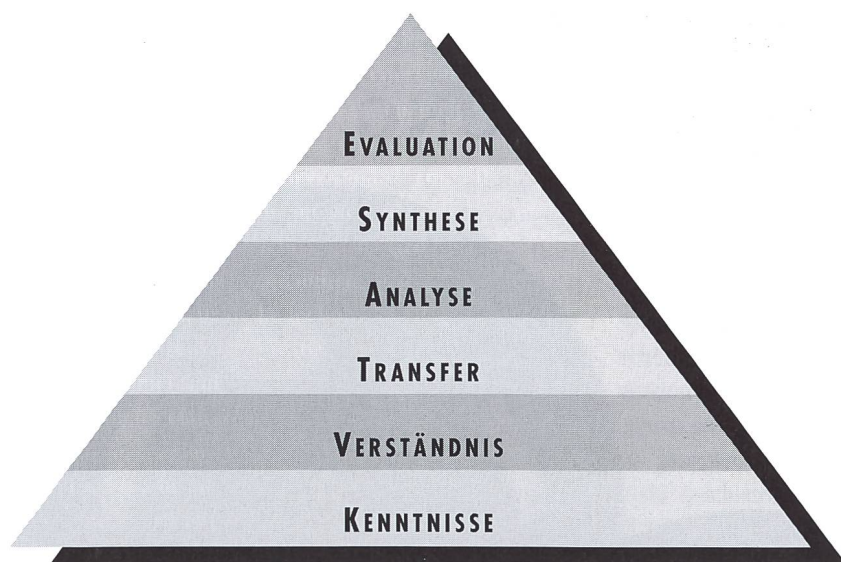 EVALUATION
SYNTHESE
ANALYSE
TRANSFER
VERSTÄNDNIS
KENNTNISSE